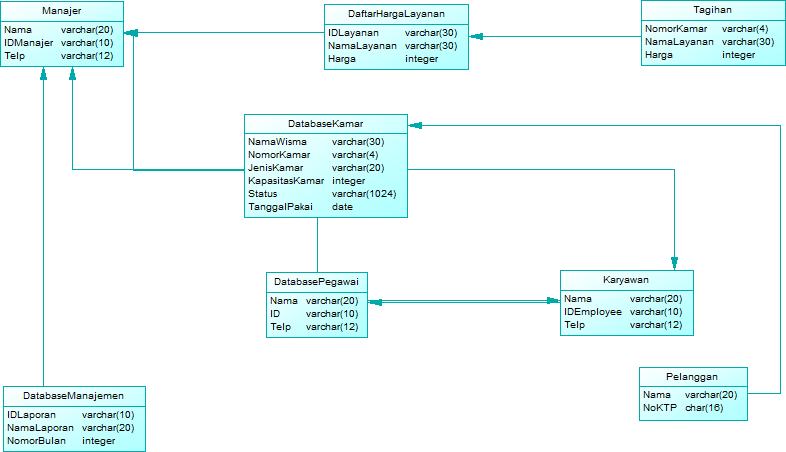 Manajer
Nama varchar(20)
IDManajer varchar(10)
Telp varchar(12)
DaftarHargaLayanan
IDLayanan varchar(30)
NamaLayanan varchar(30)
Harga integer
Tagihan
NomorKamar varchar(4)
NamaLayanan varchar(30)
Harga integer
DatabaseKamar
NamaWisma varchar(30)
NomorKamar varchar(4)
JenisKamar varchar(20)
KapasitasKamar integer
Status varchar(1024)
TanggalPakai date
DatabasePegawai
Nama varchar(20)
ID varchar(10)
Telp varchar(12)
Karyawan
Nama varchar(20)
IDEmployee varchar(10)
Telp varchar(12)
Pelanggan
Nama varchar(20)
NoKTP char(16)
DatabaseManajemen
IDLaporan varchar(10)
NamaLaporan varchar(20)
NomorBulan integer